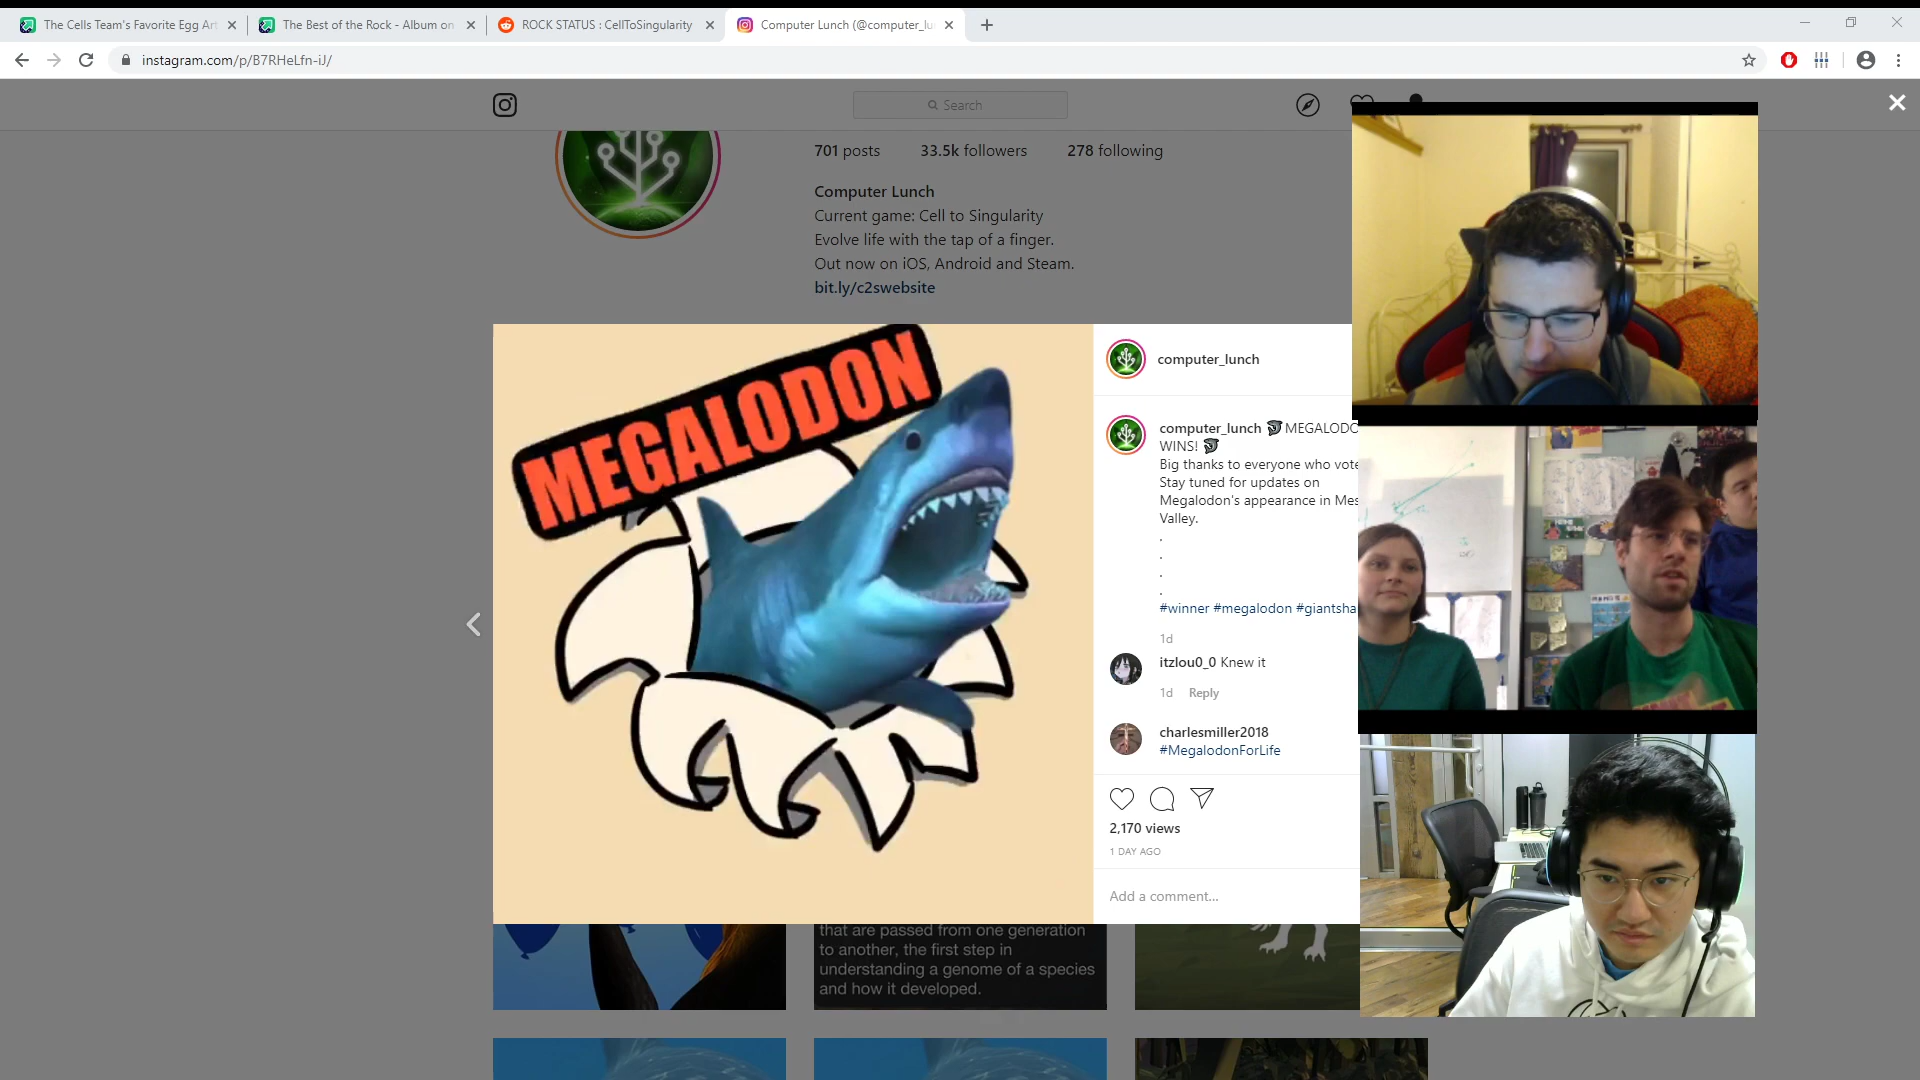 The Cells Team's Favorite Egg Art
The Best of the Rock - Album on
ROCK STATUS : CellToSingularity
Computer Lunch (@computer_lu
instagram.com/p/B7RHeLfn-iJ/
Search
701 posts 33.5k followers 278 following
Computer Lunch
Current game: Cell to Singularity
Evolve life with the tap of a finger.
Out now on iOS, Android and Steam.
bit.ly/c2swebsite
MEGALODON
computer_lunch
computer_lunch MEGALODO
WINS!
Big thanks to everyone who vote
Stay tuned for updates on
Megalodon's appearance in Mes
Valley.
.
.
.
.
#winner #megalodon #giantsha
1d
itzlou0_0 Knew it
1d Reply
charlesmiller2018
#MegalodonForLife
2,170 views
1 DAY AGO
Add a comment...
that are passed from one generation
to another, the first step in
understanding a genome of a species
and how it developed.